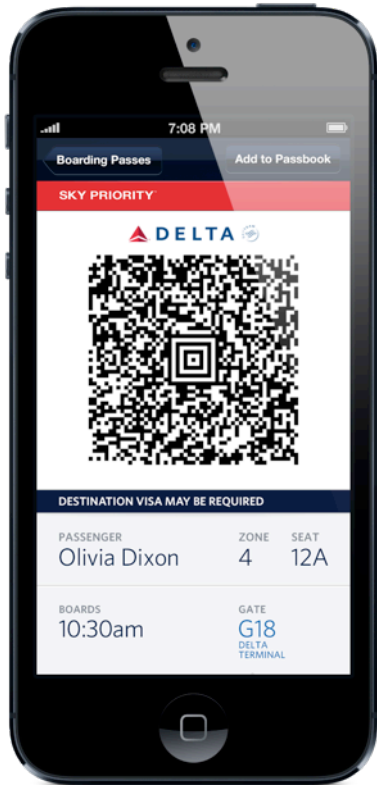 7:08 PM
Boarding Passes Add to Passbook
SKY PRIORITY
DELTA
DESTINATION VISA MAY BE REQUIRED
PASSENGER ZONE SEAT
Olivia Dixon 4 12A
BOARDS GATE
10:30am G18
DELTA
TERMINAL